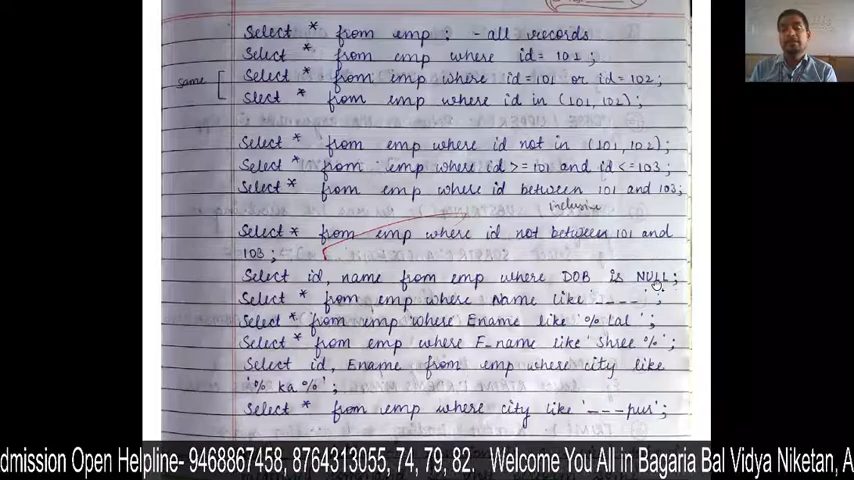 Select * from emp ; - all records
Select * from emp where id = 102 ;
same
Select * from emp where id = 101 or id = 102 ;
Slect * from emp where id in (101, 102) ;
Select * from emp where id not in (101, 102) ;
Select * from emp where id >= 101 and id <= 103 ;
Select * from emp where id between 101 and 103 ;
inclusive
Select * from emp where id not between 101 and
103 ;
Select id, name from emp where DOB is NULL ;
Select * from emp where Name like '_ _ _ ' ;
Select * from emp where Ename like '% tal ' ;
Select * from emp where E_name like ' Shree %' ;
Select id, Ename from emp where city like
'% ka %' ;
Select * from emp where city like '_ _ _ pur' ;
dmission Open Helpline- 9468867458, 8764313055, 74, 79, 82. Welcome You All in Bagaria Bal Vidya Niketan, A